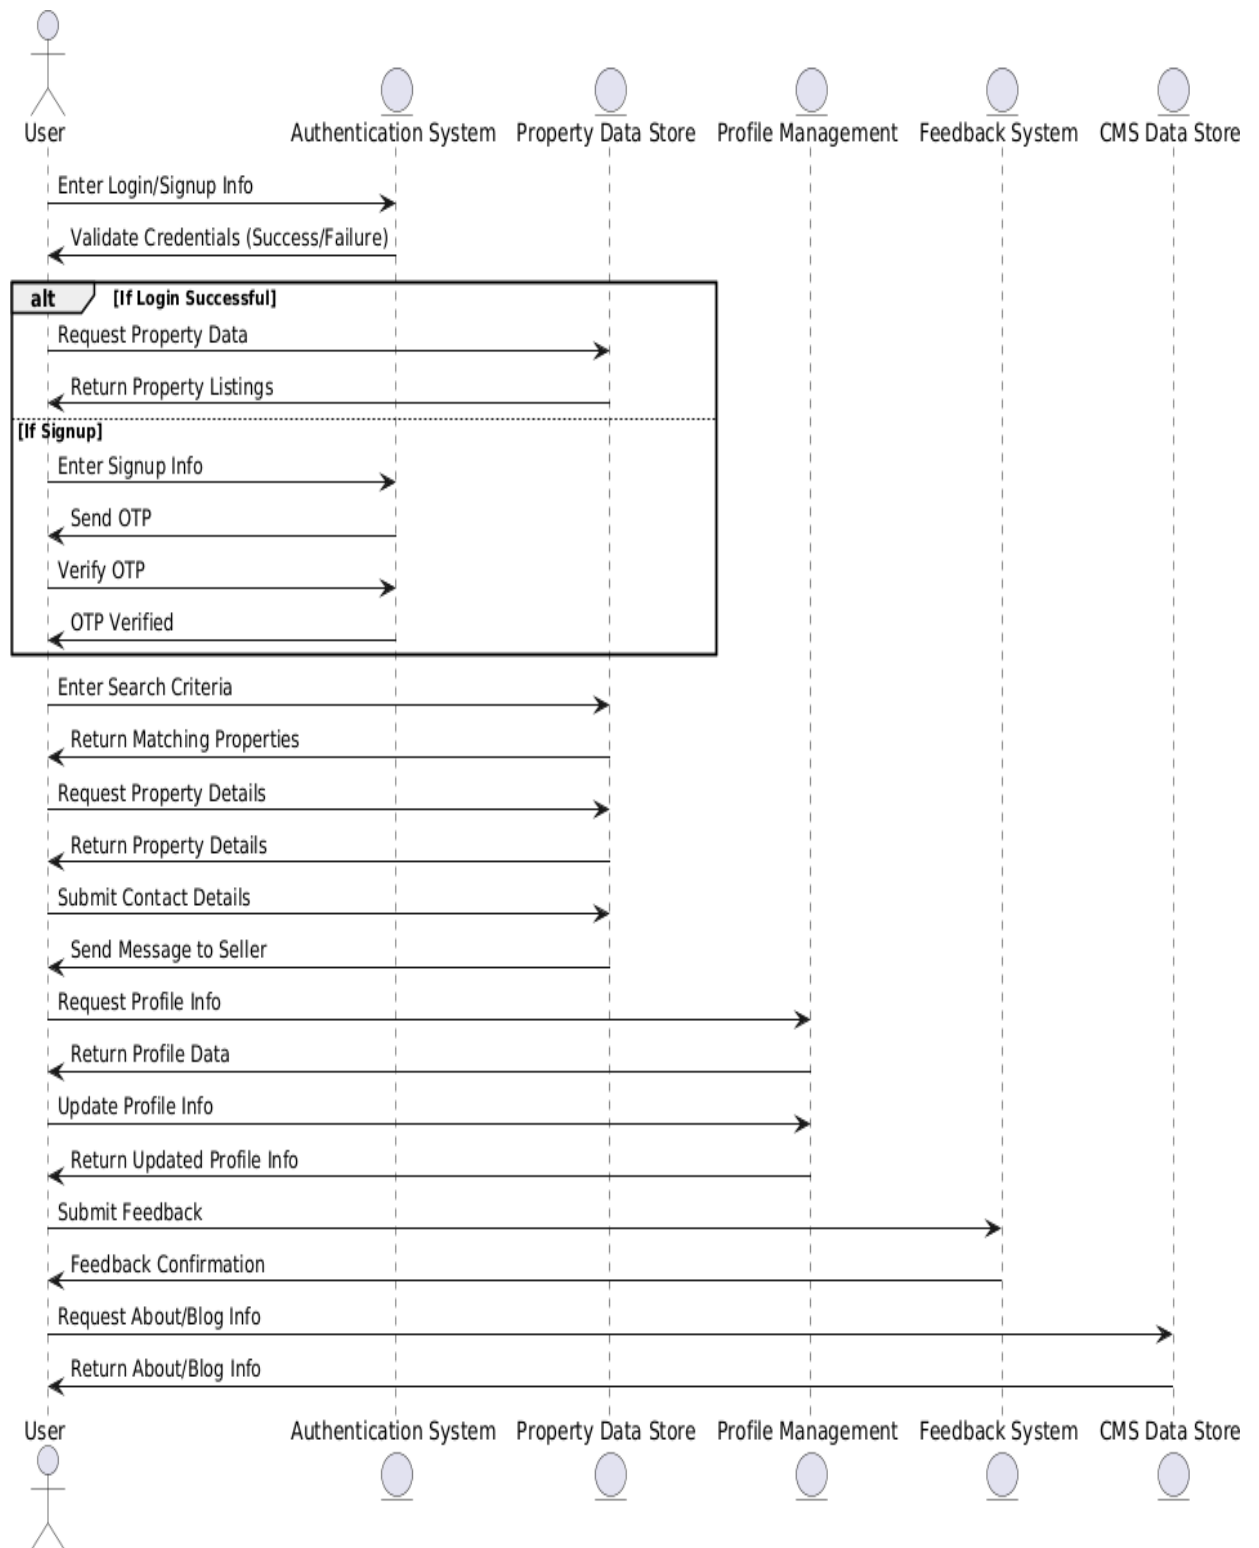 User Authentication System Property Data Store Profile Management Feedback System CMS Data Store
Enter Login/Signup Info
Validate Credentials (Success/Failure)
alt [If Login Successful]
Request Property Data
Return Property Listings
[If Signup]
Enter Signup Info
Send OTP
Verify OTP
OTP Verified
Enter Search Criteria
Return Matching Properties
Request Property Details
Return Property Details
Submit Contact Details
Send Message to Seller
Request Profile Info
Return Profile Data
Update Profile Info
Return Updated Profile Info
Submit Feedback
Feedback Confirmation
Request About/Blog Info
Return About/Blog Info
User Authentication System Property Data Store Profile Management Feedback System CMS Data Store